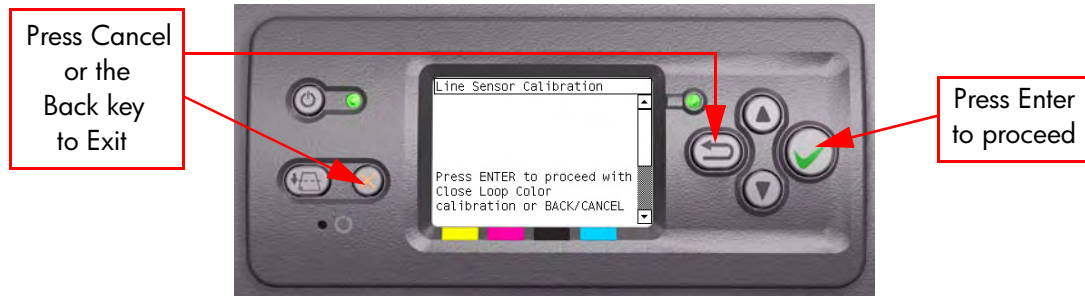 Press Cancel
or the
Back key
to Exit
Line Sensor Calibration
Press ENTER to proceed with
Close Loop Color
calibration or BACK/CANCEL
Press Enter
to proceed